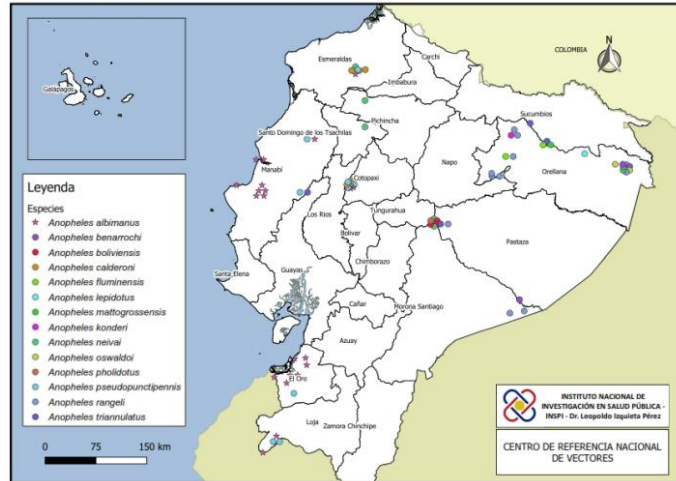 COLOMBIA
N
Galápagos
Esmeraldas
Carchi
Imbabura
Sucumbios
Pichincha
Santo Domingo de los Tsachilas
Manabí
Napo
Orellana
Cotopaxi
Los Ríos
Tungurahua
Bolivar
Pastaza
Chimborazo
Santa Elena
Guayas
Cañar
Morona Santiago
Azuay
El Oro
Loja
Zamora Chinchipe
Leyenda
Especies
Anopheles albimanus
Anopheles benarrochi
Anopheles boliviensis
Anopheles calderoni
Anopheles fluminensis
Anopheles lepidotus
Anopheles mattogrossensis
Anopheles konderi
Anopheles neivai
Anopheles oswaldoi
Anopheles pholidotus
Anopheles pseudopunctipennis
Anopheles rangeli
Anopheles triannulatus
0 75 150 km
INSTITUTO NACIONAL DE
INVESTIGACIÓN EN SALUD PÚBLICA -
INSPI - Dr. Leopoldo Izquieta Pérez
CENTRO DE REFERENCIA NACIONAL
DE VECTORES